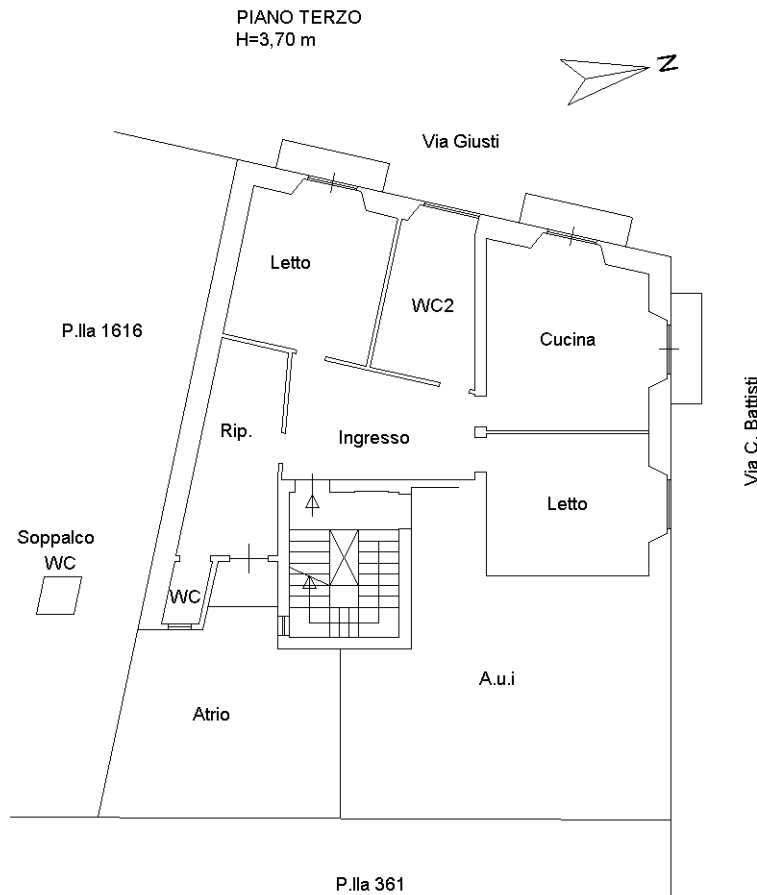 PIANO TERZO
H=3,70 m
N
Via Giusti
Letto
WC2
P.lla 1616
Cucina
Via C. Battisti
Rip.
Ingresso
Letto
Soppalco
WC
WC
A.u.i
Atrio
P.lla 361